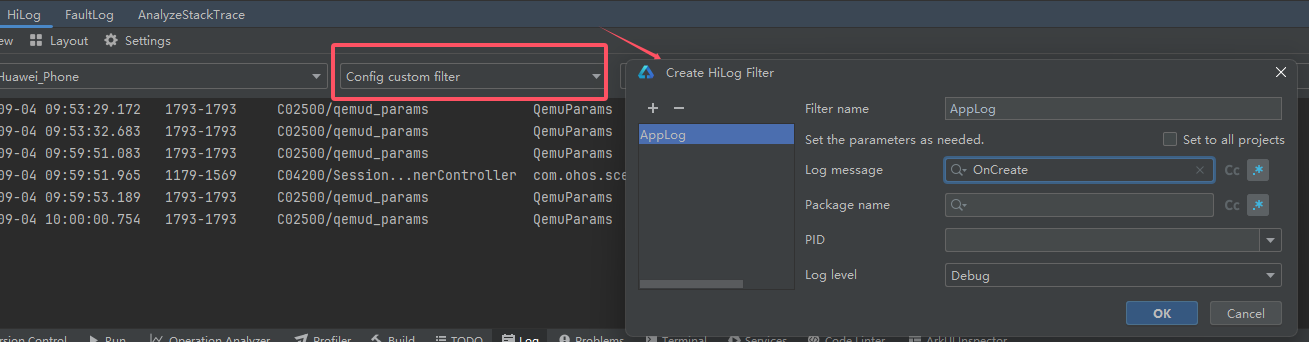 HiLog FaultLog AnalyzeStackTrace
ew Layout Settings
Huawei_Phone Config custom filter
09-04 09:53:29.172 1793-1793 C02500/qemud_params QemuParams
09-04 09:53:32.683 1793-1793 C02500/qemud_params QemuParams
09-04 09:59:51.083 1793-1793 C02500/qemud_params QemuParams
09-04 09:59:51.965 1179-1569 C04200/Session...nerController com.ohos.sce
09-04 09:59:53.189 1793-1793 C02500/qemud_params QemuParams
09-04 10:00:00.754 1793-1793 C02500/qemud_params QemuParams
Create HiLog Filter
AppLog
Filter name AppLog
Set the parameters as needed. Set to all projects
Log message OnCreate Cc .*
Package name Cc .*
PID
Log level Debug
OK Cancel
ersion Control Run Operation Analyzer Profiler Build TODO Log Problems Terminal Services Code Linter ArkUI Inspector